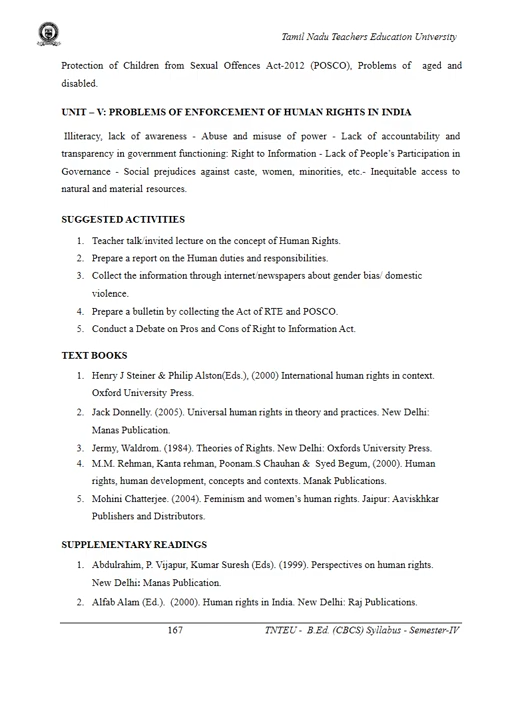 Tamil Nadu Teachers Education University
Protection of Children from Sexual Offences Act-2012 (POSCO), Problems of aged and
disabled.
UNIT – V: PROBLEMS OF ENFORCEMENT OF HUMAN RIGHTS IN INDIA
Illiteracy, lack of awareness - Abuse and misuse of power - Lack of accountability and
transparency in government functioning: Right to Information - Lack of People's Participation in
Governance - Social prejudices against caste, women, minorities, etc.- Inequitable access to
natural and material resources.
SUGGESTED ACTIVITIES
1. Teacher talk/invited lecture on the concept of Human Rights.
2. Prepare a report on the Human duties and responsibilities.
3. Collect the information through internet/newspapers about gender bias/ domestic
violence.
4. Prepare a bulletin by collecting the Act of RTE and POSCO.
5. Conduct a Debate on Pros and Cons of Right to Information Act.
TEXT BOOKS
1. Henry J Steiner & Philip Alston(Eds.), (2000) International human rights in context.
Oxford University Press.
2. Jack Donnelly. (2005). Universal human rights in theory and practices. New Delhi:
Manas Publication.
3. Jermy, Waldrom. (1984). Theories of Rights. New Delhi: Oxfords University Press.
4. M.M. Rehman, Kanta rehman, Poonam.S Chauhan & Syed Begum, (2000). Human
rights, human development, concepts and contexts. Manak Publications.
5. Mohini Chatterjee. (2004). Feminism and women's human rights. Jaipur: Aaviskhkar
Publishers and Distributors.
SUPPLEMENTARY READINGS
1. Abdulrahim, P. Vijapur, Kumar Suresh (Eds). (1999). Perspectives on human rights.
New Delhi: Manas Publication.
2. Alfab Alam (Ed.). (2000). Human rights in India. New Delhi: Raj Publications.
167 TNTEU - B.Ed. (CBCS) Syllabus - Semester-IV